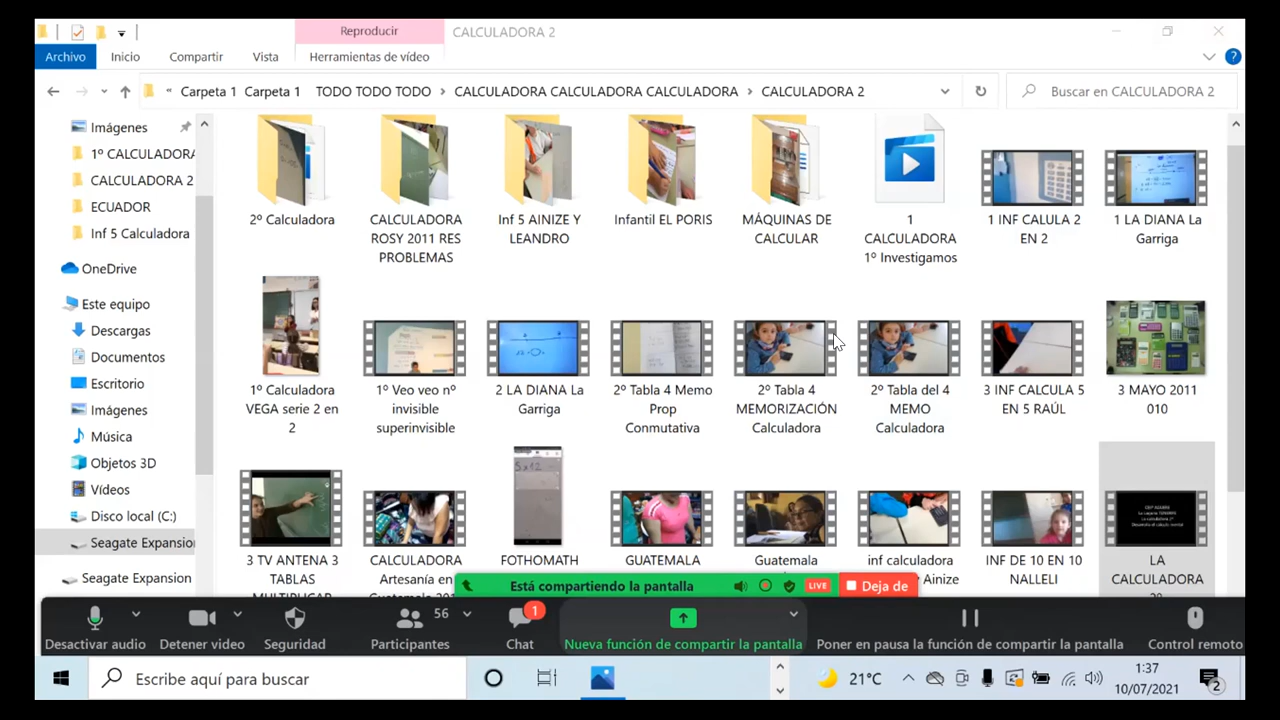 Reproducir
CALCULADORA 2
Archivo
Inicio
Compartir
Vista
Herramientas de vídeo
« Carpeta 1 Carpeta 1 TODO TODO TODO > CALCULADORA CALCULADORA CALCULADORA > CALCULADORA 2
Buscar en CALCULADORA 2
Imágenes
1º CALCULADORA
CALCULADORA 2
ECUADOR
Inf 5 Calculadora
OneDrive
Este equipo
Descargas
Documentos
Escritorio
Imágenes
Música
Objetos 3D
Vídeos
Disco local (C:)
Seagate Expansion
Seagate Expansion
2º Calculadora
CALCULADORA
ROSY 2011 RES
PROBLEMAS
Inf 5 AINIZE Y
LEANDRO
Infantil EL PORIS
MÁQUINAS DE
CALCULAR
1
CALCULADORA
1º Investigamos
1 INF CALULA 2
EN 2
1 LA DIANA La
Garriga
1º Calculadora
VEGA serie 2 en
2
1º Veo veo nº
invisible
superinvisible
2 LA DIANA La
Garriga
2º Tabla 4 Memo
Prop
Conmutativa
2º Tabla 4
MEMORIZACIÓN
Calculadora
2º Tabla del 4
MEMO
Calculadora
3 INF CALCULA 5
EN 5 RAÚL
3 MAYO 2011
010
3 TV ANTENA 3
TABLAS
MULTIPLICAR
CALCULADORA
Artesanía en
5x12
FOTHOMATH
GUATEMALA
Guatemala
inf calculadora
y Ainize
INF DE 10 EN 10
NALLELI
LA
CALCULADORA
2º
Está compartiendo la pantalla
LIVE
Deja de
Desactivar audio
Detener video
Seguridad
56
Participantes
1
Chat
Nueva función de compartir la pantalla
Poner en pausa la función de compartir la pantalla
Control remoto
Escribe aquí para buscar
21°C
1:37
10/07/2021
2